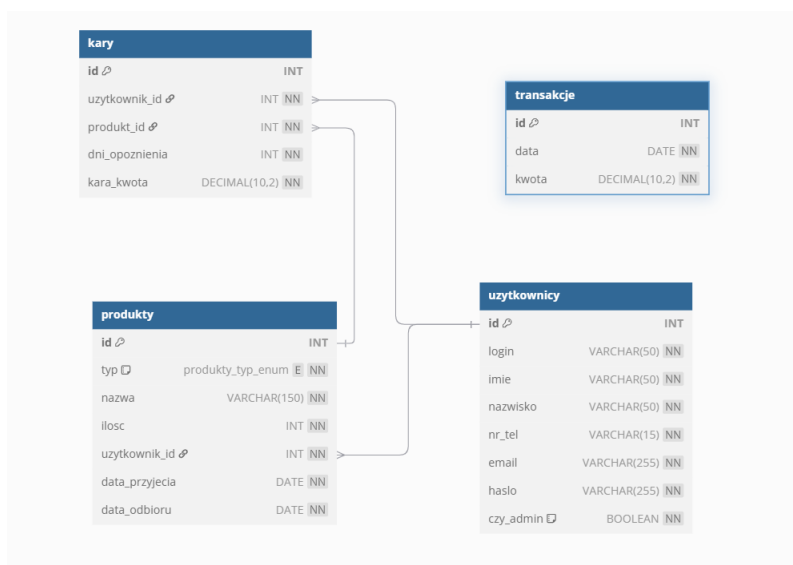 kary
id INT
uzytkownik_id INT NN
produkt_id INT NN
dni_opoznienia INT NN
kara_kwota DECIMAL(10,2) NN
transakcje
id INT
data DATE NN
kwota DECIMAL(10,2) NN
produkty
id INT
typ produkty_typ_enum E NN
nazwa VARCHAR(150) NN
ilosc INT NN
uzytkownik_id INT NN
data_przyjecia DATE NN
data_odbioru DATE NN
uzytkownicy
id INT
login VARCHAR(50) NN
imie VARCHAR(50) NN
nazwisko VARCHAR(50) NN
nr_tel VARCHAR(15) NN
email VARCHAR(255) NN
haslo VARCHAR(255) NN
czy_admin BOOLEAN NN